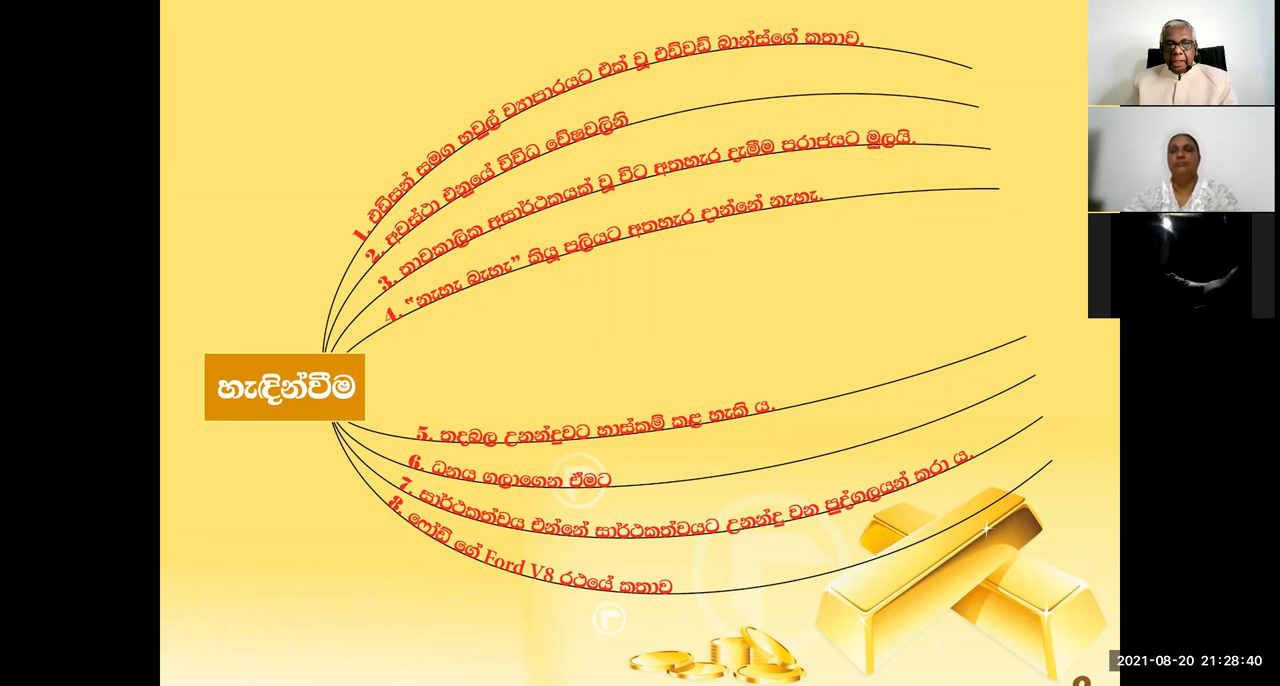 1. එඩිසන් සමග හවුල් ව්‍යාපාරයට එක් වූ එඩ්වඩ් බාන්ස්ගේ කතාව.
2. අවස්ථා එනුයේ විවිධ වේෂවලිනි
3. තාවකාලික අසාර්ථකයක් වූ විට අතහැර දැමීම පරාජයට මුලයි.
4. “නැහැ බැහැ” කියූ පලියට අතහැර දාන්නේ නැහැ.
හැඳින්වීම
5. තදබල උනන්දුවට හාස්කම් කළ හැකි ය.
6. ධනය ගලාගෙන ඒමට
7. සාර්ථකත්වය එන්නේ සාර්ථකත්වයට උනන්දු වන පුද්ගලයන් කරා ය.
8. ෆෝඩ් ගේ Ford V8 රථයේ කතාව
2021-08-20 21:28:40